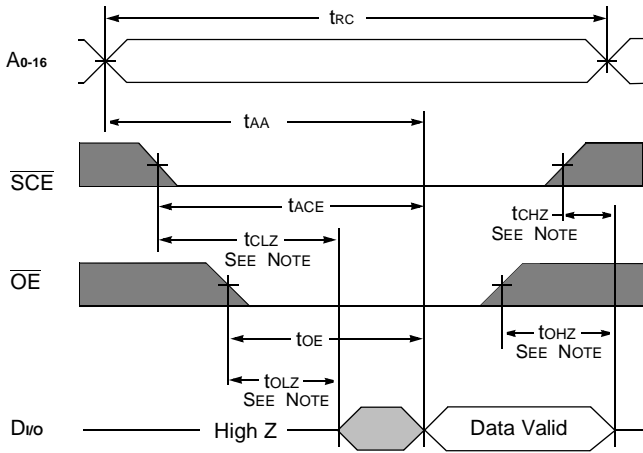 tRC
A0-16
tAA
SCE
tACE
tCHZ
SEE NOTE
tCLZ
SEE NOTE
OE
tOE
tOHZ
SEE NOTE
tOLZ
SEE NOTE
DI/O
High Z
Data Valid